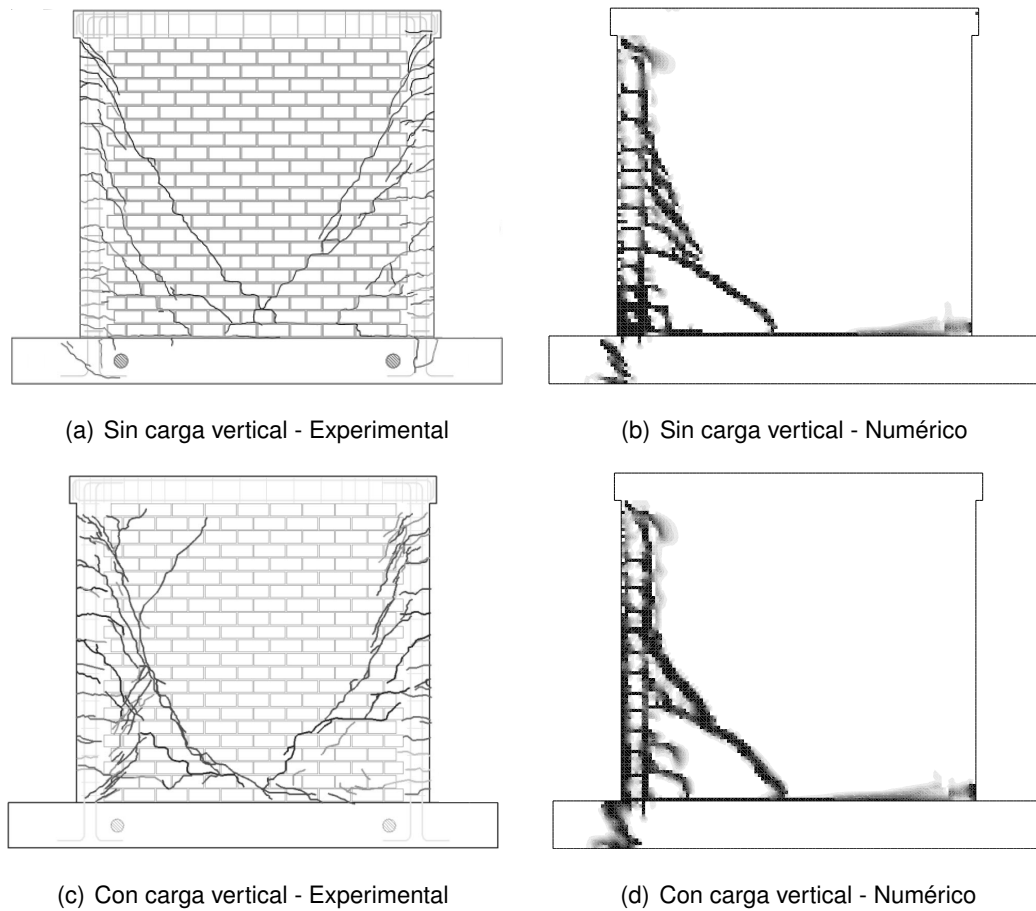 (a) Sin carga vertical - Experimental
(b) Sin carga vertical - Numérico
(c) Con carga vertical - Experimental
(d) Con carga vertical - Numérico